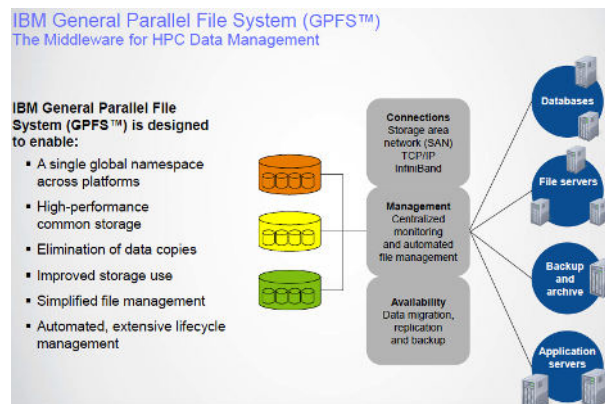 IBM General Parallel File System (GPFS™)
The Middleware for HPC Data Management
IBM General Parallel File
System (GPFS™) is designed
to enable:
▪ A single global namespace
across platforms
▪ High-performance
common storage
▪ Elimination of data copies
▪ Improved storage use
▪ Simplified file management
▪ Automated, extensive lifecycle
management
Connections
Storage area
network (SAN)
TCP/IP
InfiniBand
Management
Centralized
monitoring
and automated
file management
Availability
Data migration,
replication
and backup
Databases
File servers
Backup
and
archive
Application
servers